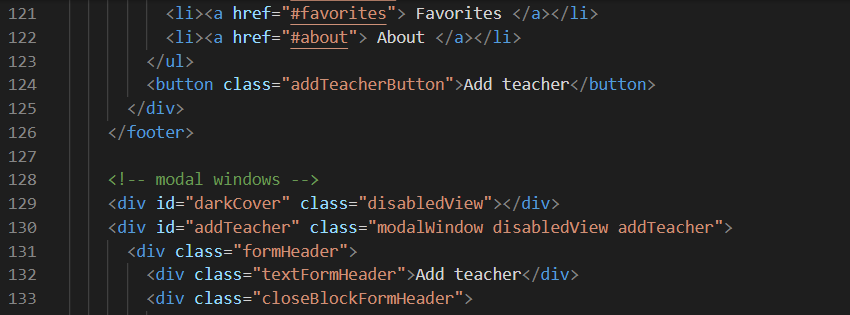 121 <li><a href="#favorites"> Favorites </a></li>
122 <li><a href="#about"> About </a></li>
123 </ul>
124 <button class="addTeacherButton">Add teacher</button>
125 </div>
126 </footer>
127
128 <!-- modal windows -->
129 <div id="darkCover" class="disabledView"></div>
130 <div id="addTeacher" class="modalWindow disabledView addTeacher">
131 <div class="formHeader">
132 <div class="textFormHeader">Add teacher</div>
133 <div class="closeBlockFormHeader">